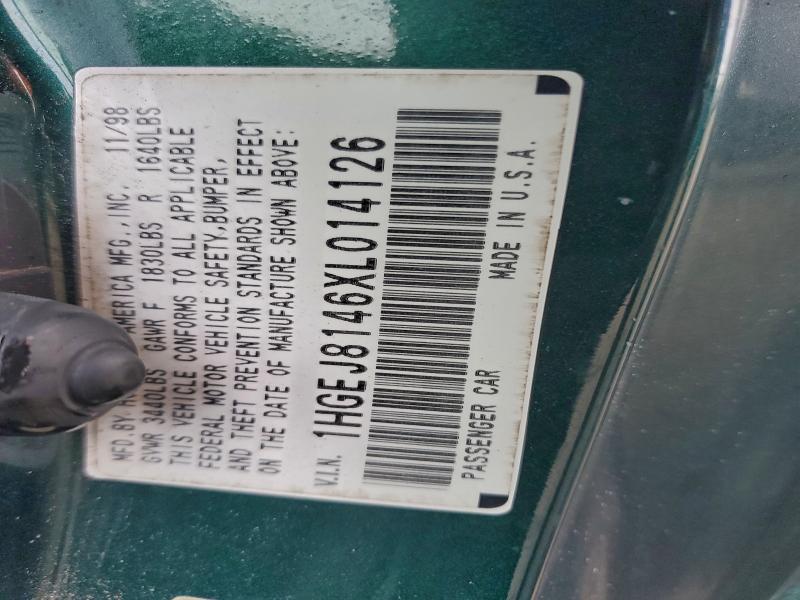 MFD.BY AMERICA MFG.,INC. 11/98
GVWR 3440LBS GAWR F 1830LBS R 1640LBS
THIS VEHICLE CONFORMS TO ALL APPLICABLE
FEDERAL MOTOR VEHICLE SAFETY,BUMPER,
AND THEFT PREVENTION STANDARDS IN EFFECT
ON THE DATE OF MANUFACTURE SHOWN ABOVE:
V.I.N. 1HGEJ8146XL014126
PASSENGER CAR MADE IN U.S.A.